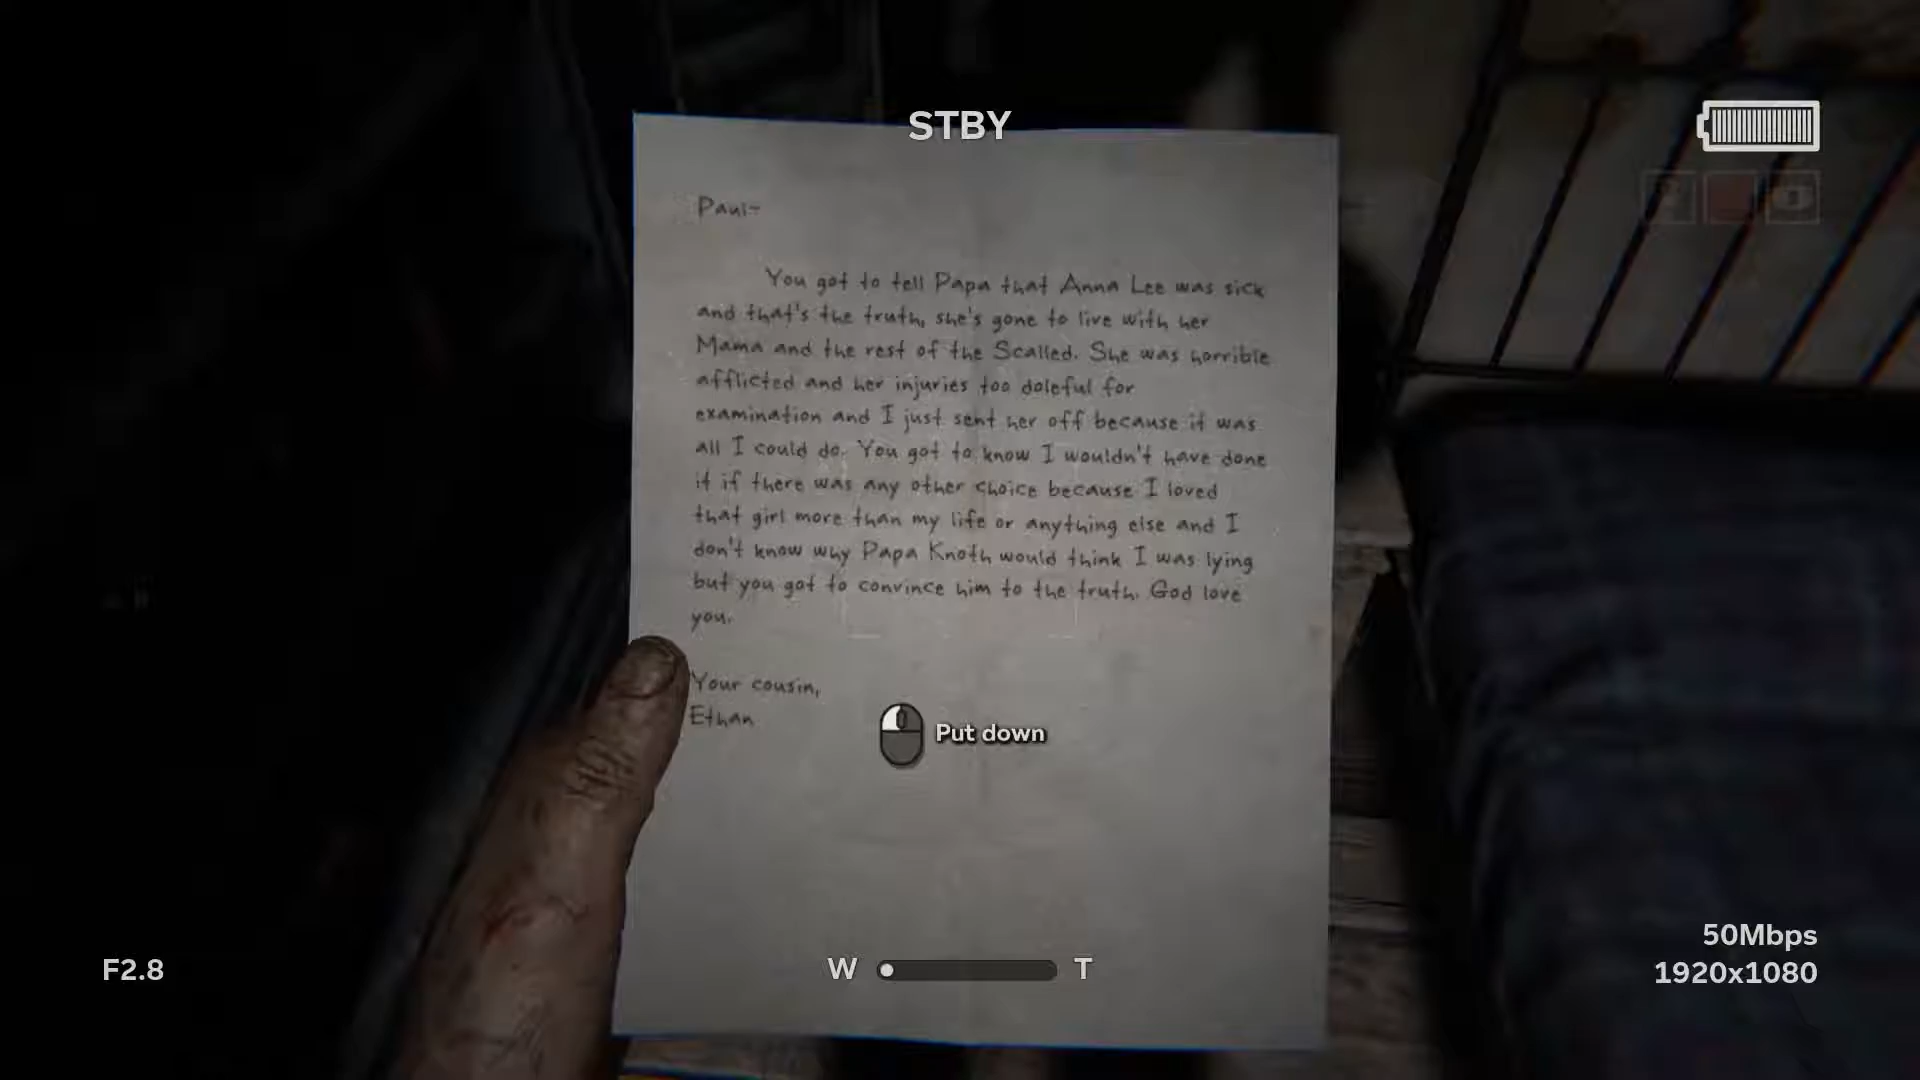 STBY
Paul-
You got to tell Papa that Anna Lee was sick
and that's the truth, she's gone to live with her
Mama and the rest of the Scalled. She was horrible
afflicted and her injuries too doleful for
examination and I just sent her off because it was
all I could do. You got to know I wouldn't have done
it if there was any other choice because I loved
that girl more than my life or anything else and I
don't know why Papa Knoth would think I was lying
but you got to convince him to the truth. God love
you.
Your cousin,
Ethan
Put down
F2.8
W T
50Mbps
1920x1080